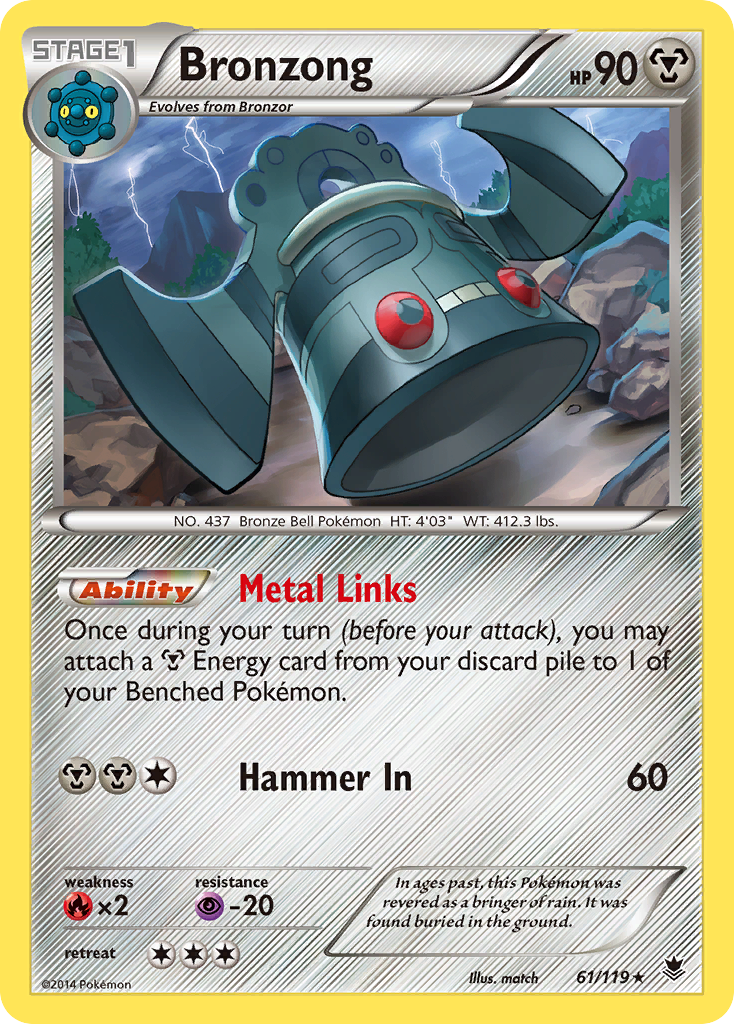 STAGE1
Bronzong
HP 90
Evolves from Bronzor
NO. 437 Bronze Bell Pokémon HT: 4'03" WT: 412.3 lbs.
Ability Metal Links
Once during your turn (before your attack), you may
attach a Energy card from your discard pile to 1 of
your Benched Pokémon.
Hammer In 60
weakness
×2
resistance
-20
retreat
In ages past, this Pokémon was
revered as a bringer of rain. It was
found buried in the ground.
©2014 Pokémon
Illus. match
61/119★